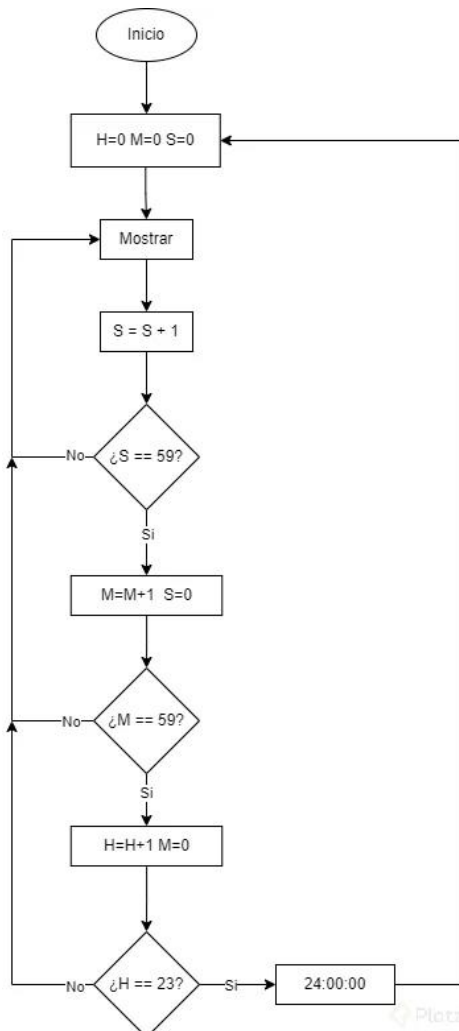 Inicio
H=0 M=0 S=0
Mostrar
S = S + 1
¿S == 59?
No
Si
M=M+1 S=0
¿M == 59?
No
Si
H=H+1 M=0
¿H == 23?
No
Si
24:00:00